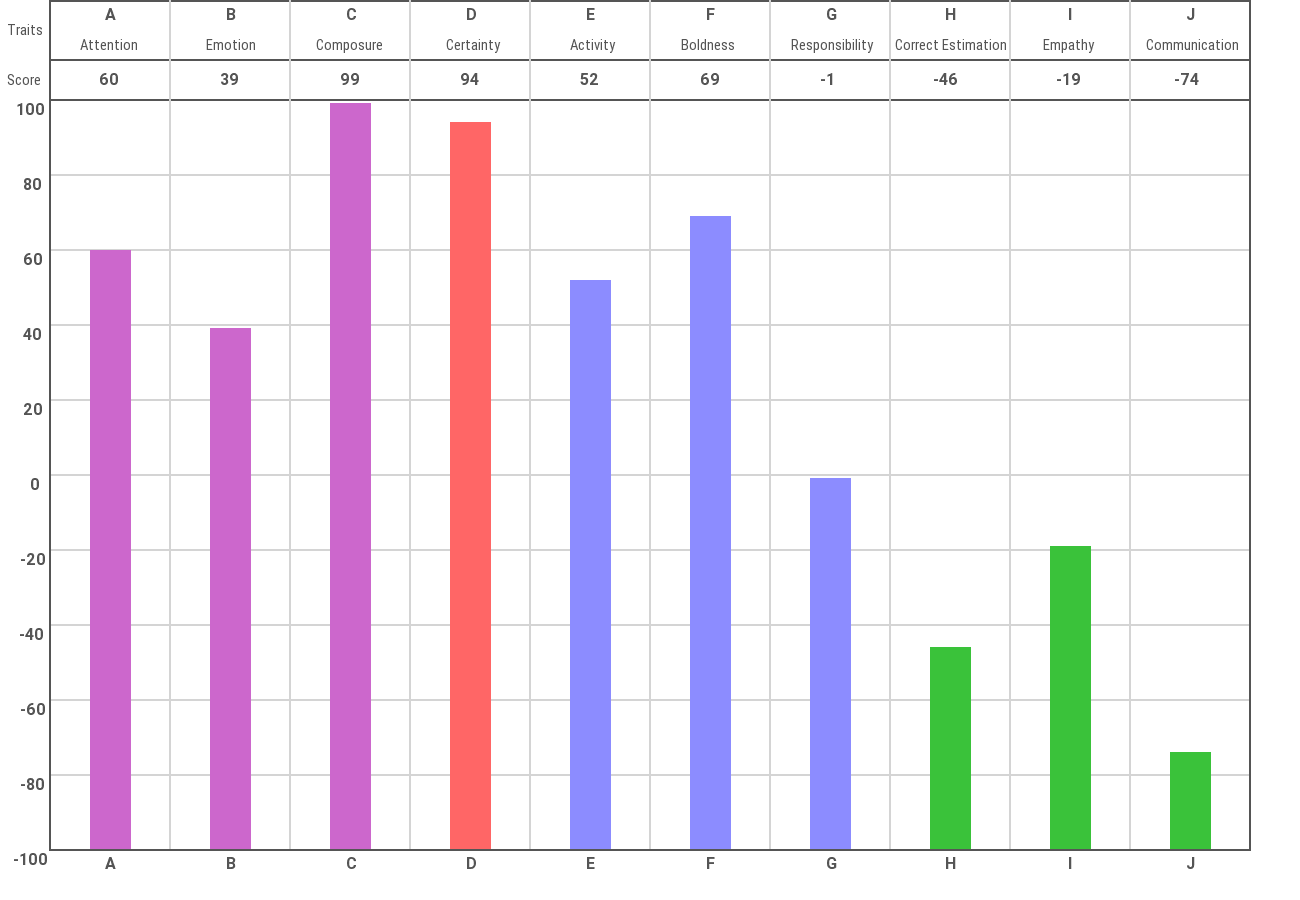 Traits A B C D E F G H I J
Attention Emotion Composure Certainty Activity Boldness Responsibility Correct Estimation Empathy Communication
Score 60 39 99 94 52 69 -1 -46 -19 -74
100
80
60
40
20
0
-20
-40
-60
-80
-100
A B C D E F G H I J